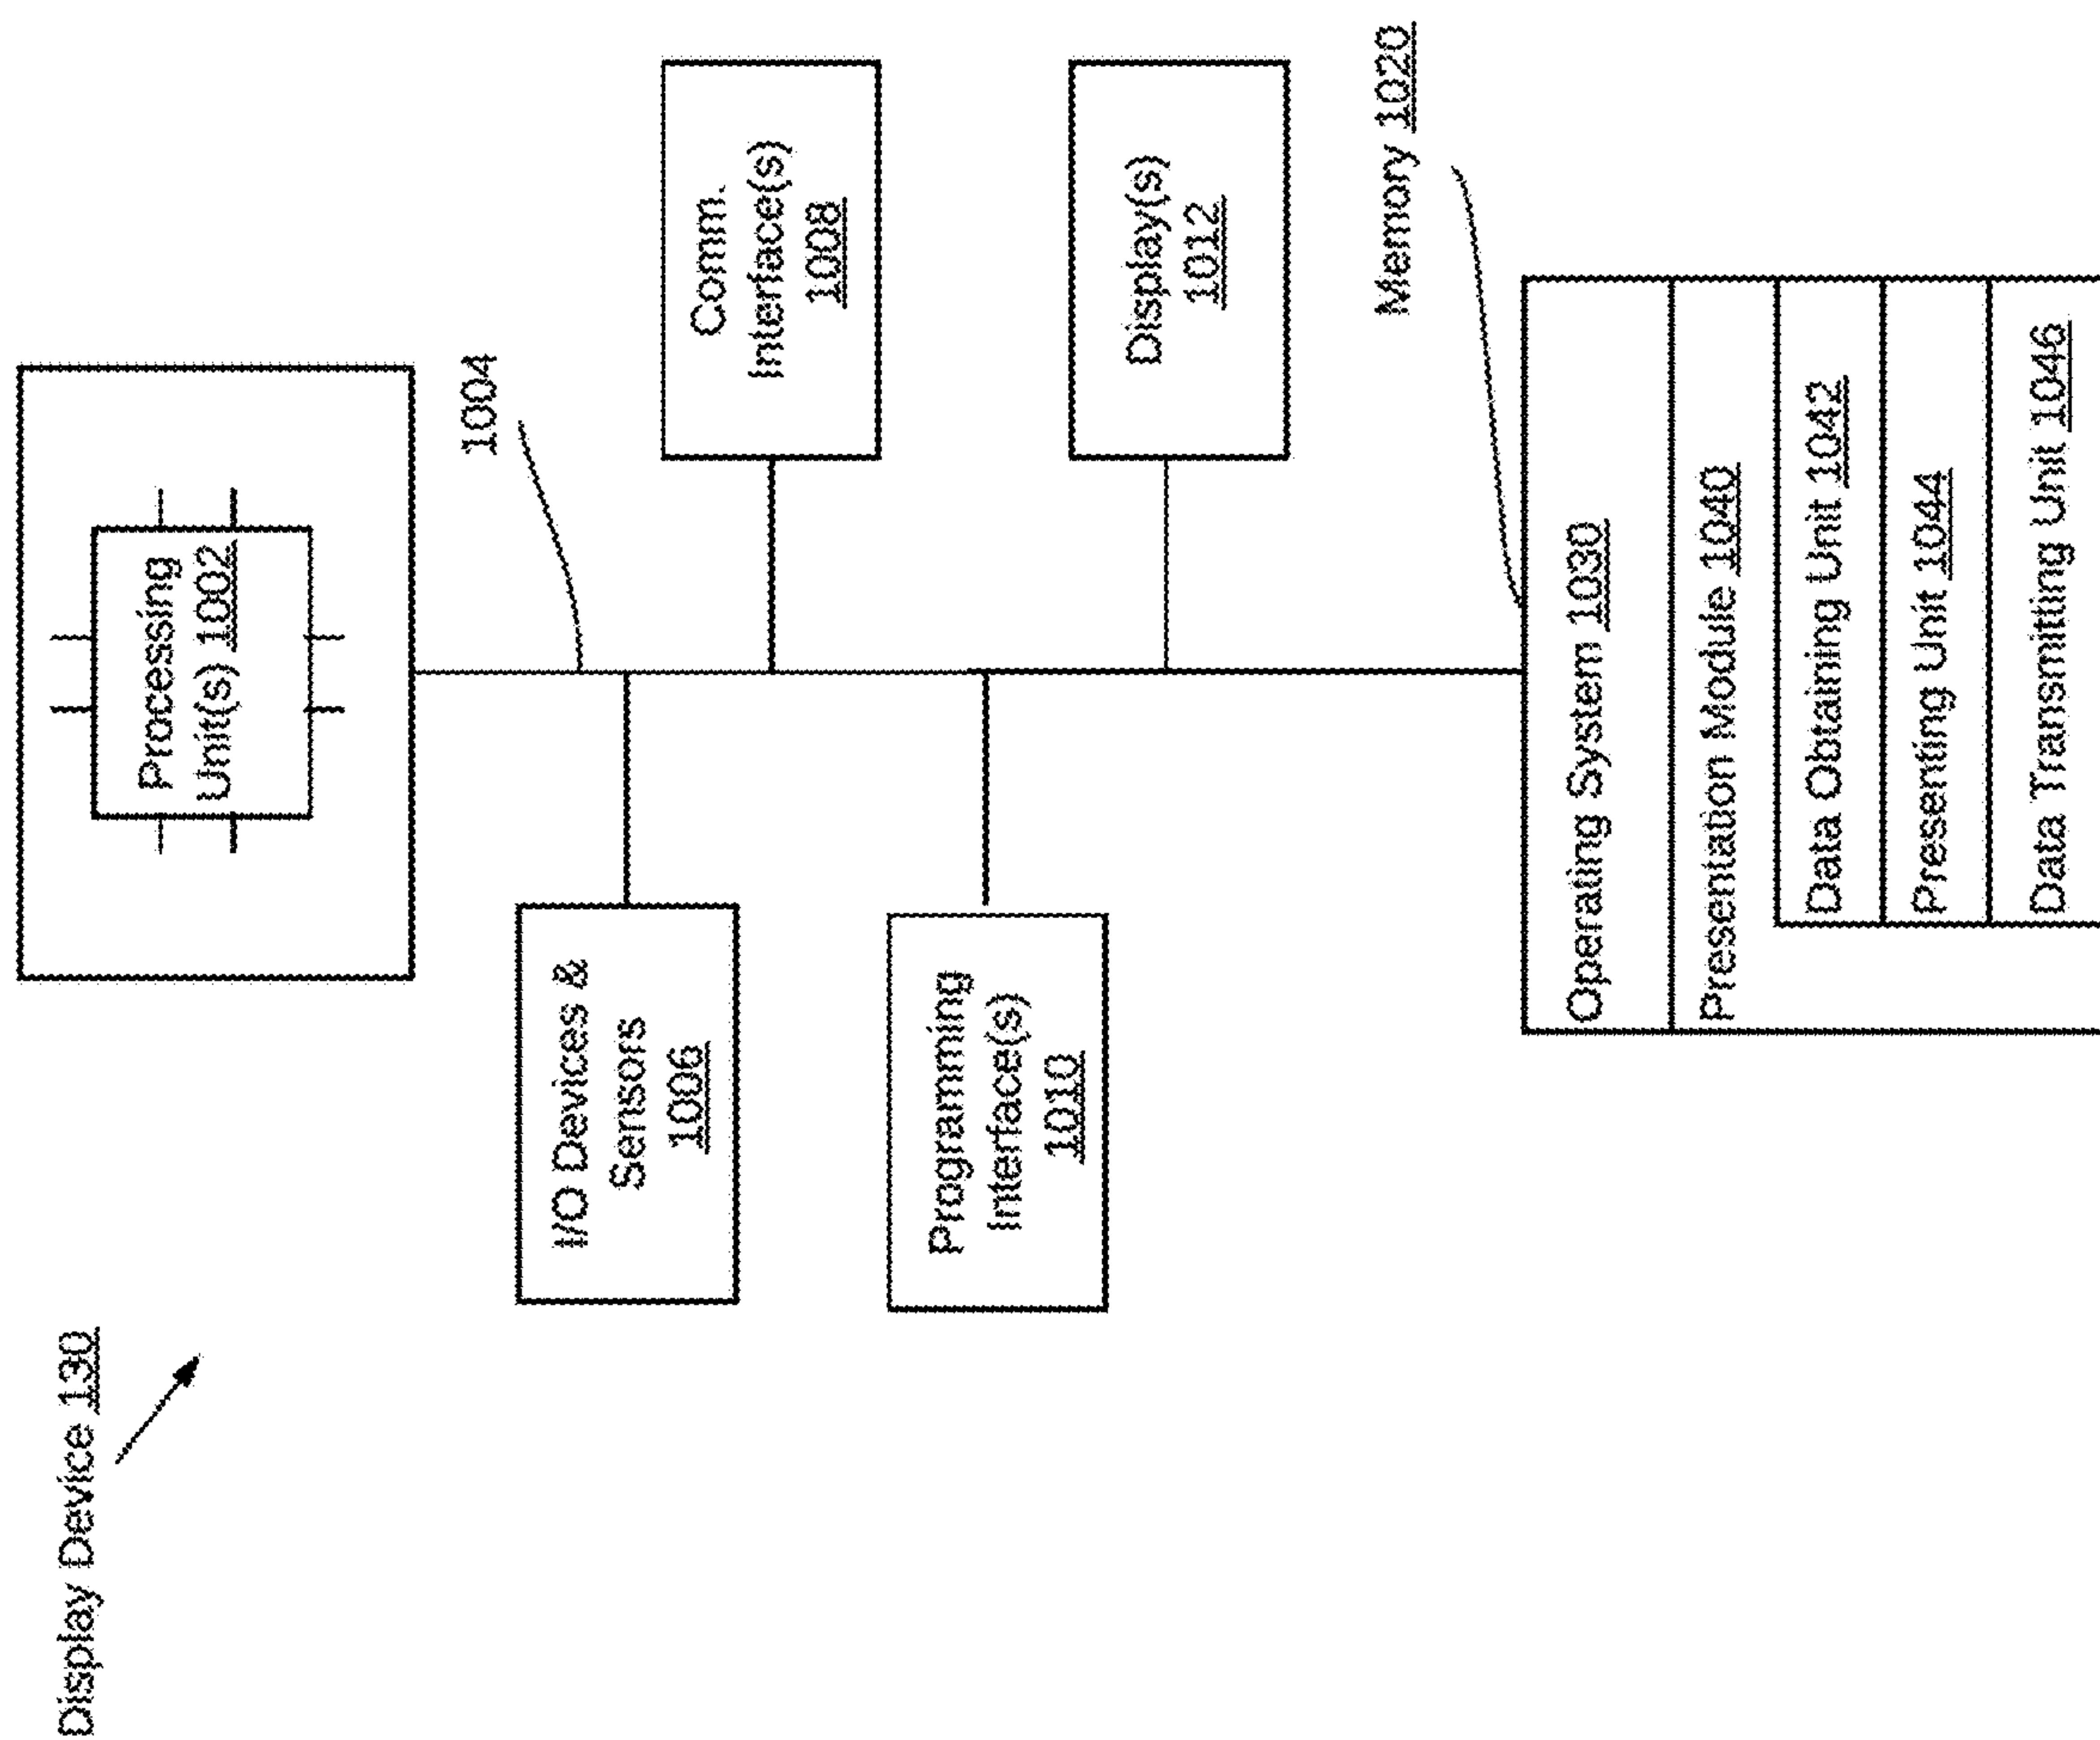 Display Device 130
Processing
Unit(s) 1002
1004
I/O Devices &
Sensors
1006
Comm.
Interface(s)
1008
Programming
Interface(s)
1010
Display(s)
1012
Memory 1020
Operating System 1030
Presentation Module 1040
Data Obtaining Unit 1042
Presenting Unit 1044
Data Transmitting Unit 1046